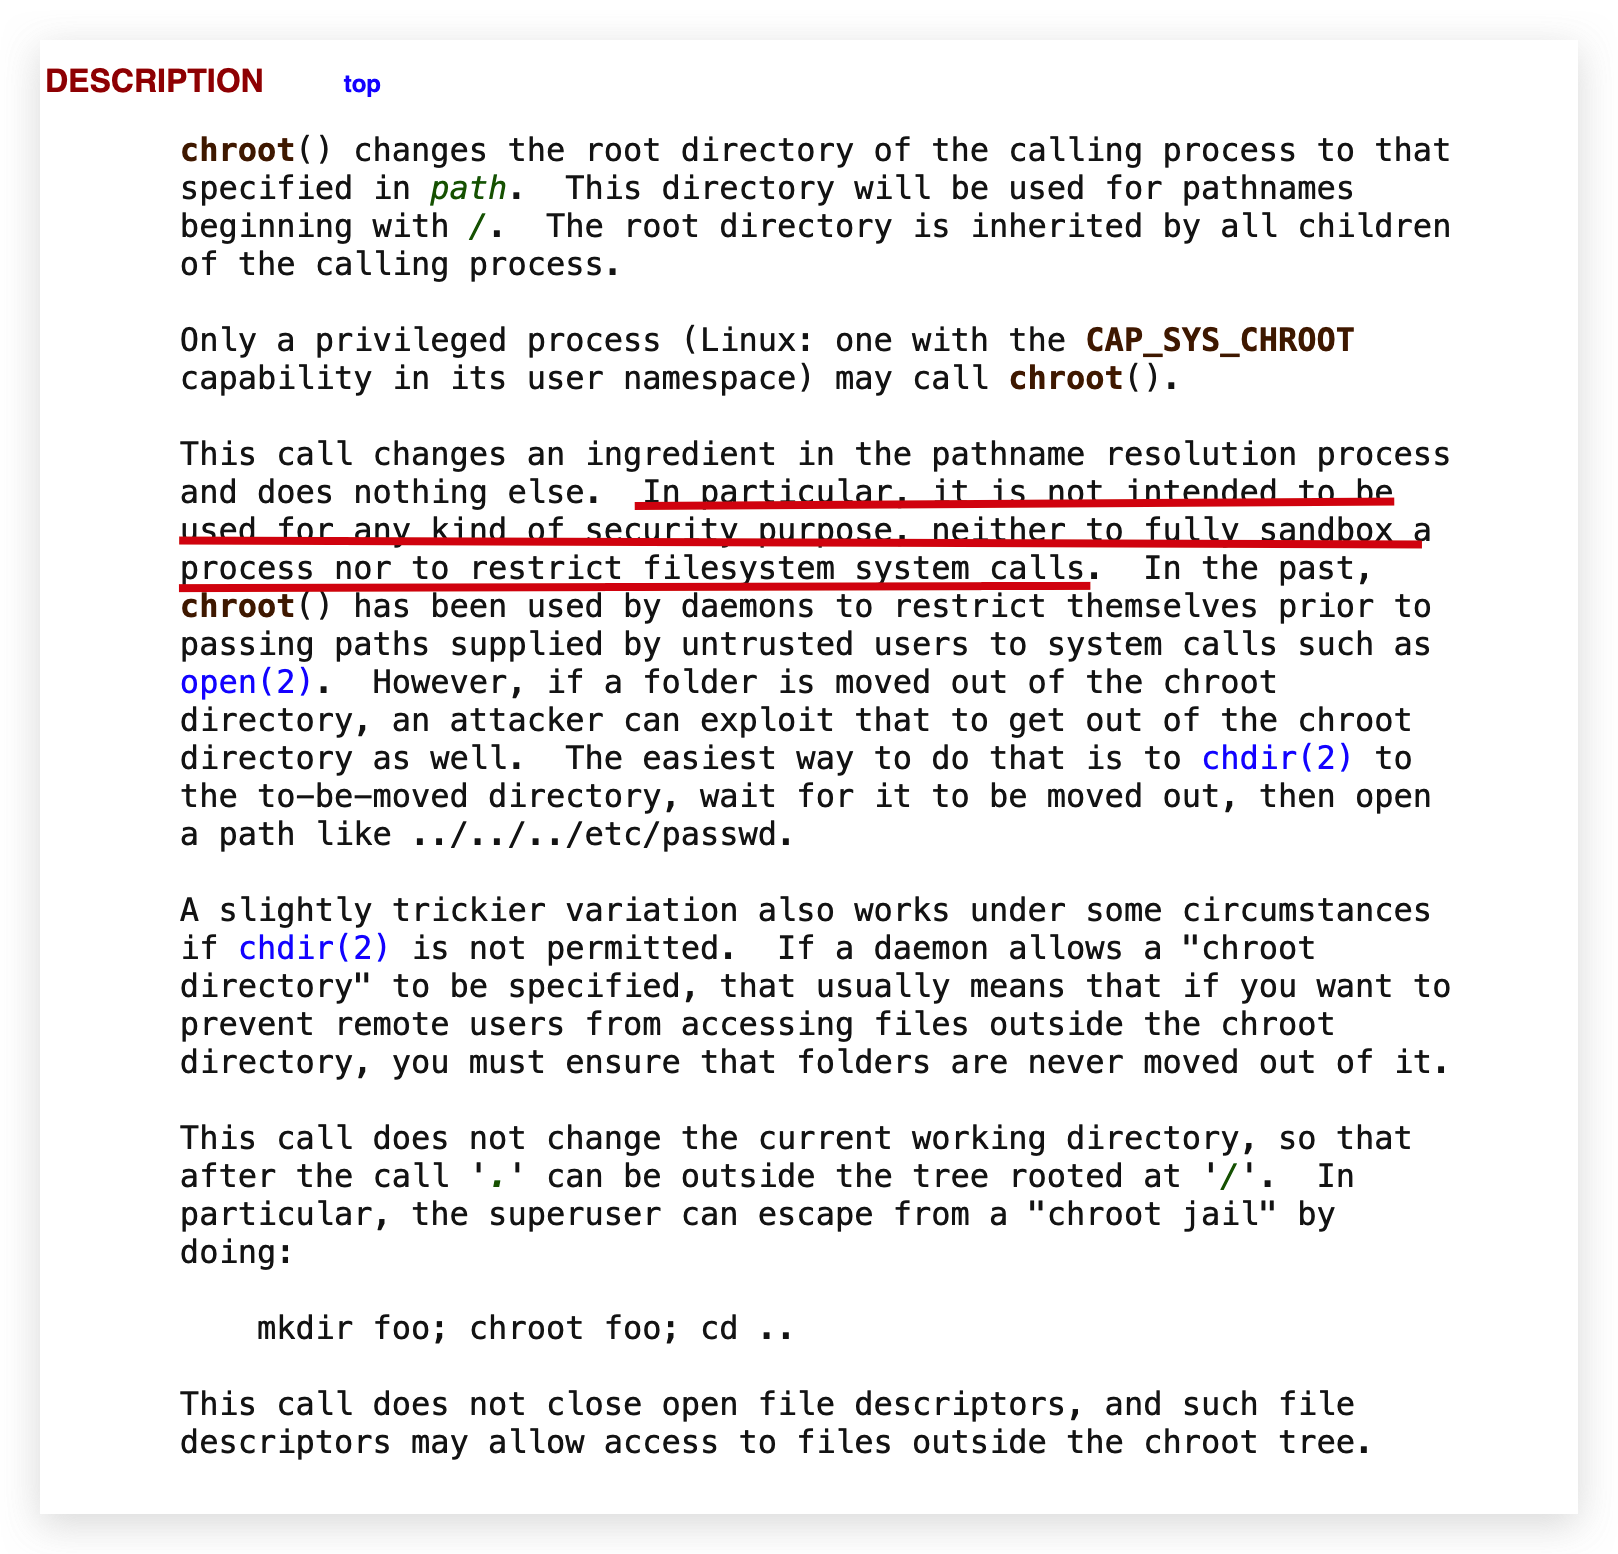 DESCRIPTION top
chroot() changes the root directory of the calling process to that
specified in path.  This directory will be used for pathnames
beginning with /.  The root directory is inherited by all children
of the calling process.
Only a privileged process (Linux: one with the CAP_SYS_CHROOT
capability in its user namespace) may call chroot().
This call changes an ingredient in the pathname resolution process
and does nothing else.  In particular, it is not intended to be
used for any kind of security purpose, neither to fully sandbox a
process nor to restrict filesystem system calls.  In the past,
chroot() has been used by daemons to restrict themselves prior to
passing paths supplied by untrusted users to system calls such as
open(2).  However, if a folder is moved out of the chroot
directory, an attacker can exploit that to get out of the chroot
directory as well.  The easiest way to do that is to chdir(2) to
the to-be-moved directory, wait for it to be moved out, then open
a path like ../../../etc/passwd.
A slightly trickier variation also works under some circumstances
if chdir(2) is not permitted.  If a daemon allows a "chroot
directory" to be specified, that usually means that if you want to
prevent remote users from accessing files outside the chroot
directory, you must ensure that folders are never moved out of it.
This call does not change the current working directory, so that
after the call '.' can be outside the tree rooted at '/'.  In
particular, the superuser can escape from a "chroot jail" by
doing:
mkdir foo; chroot foo; cd ..
This call does not close open file descriptors, and such file
descriptors may allow access to files outside the chroot tree.